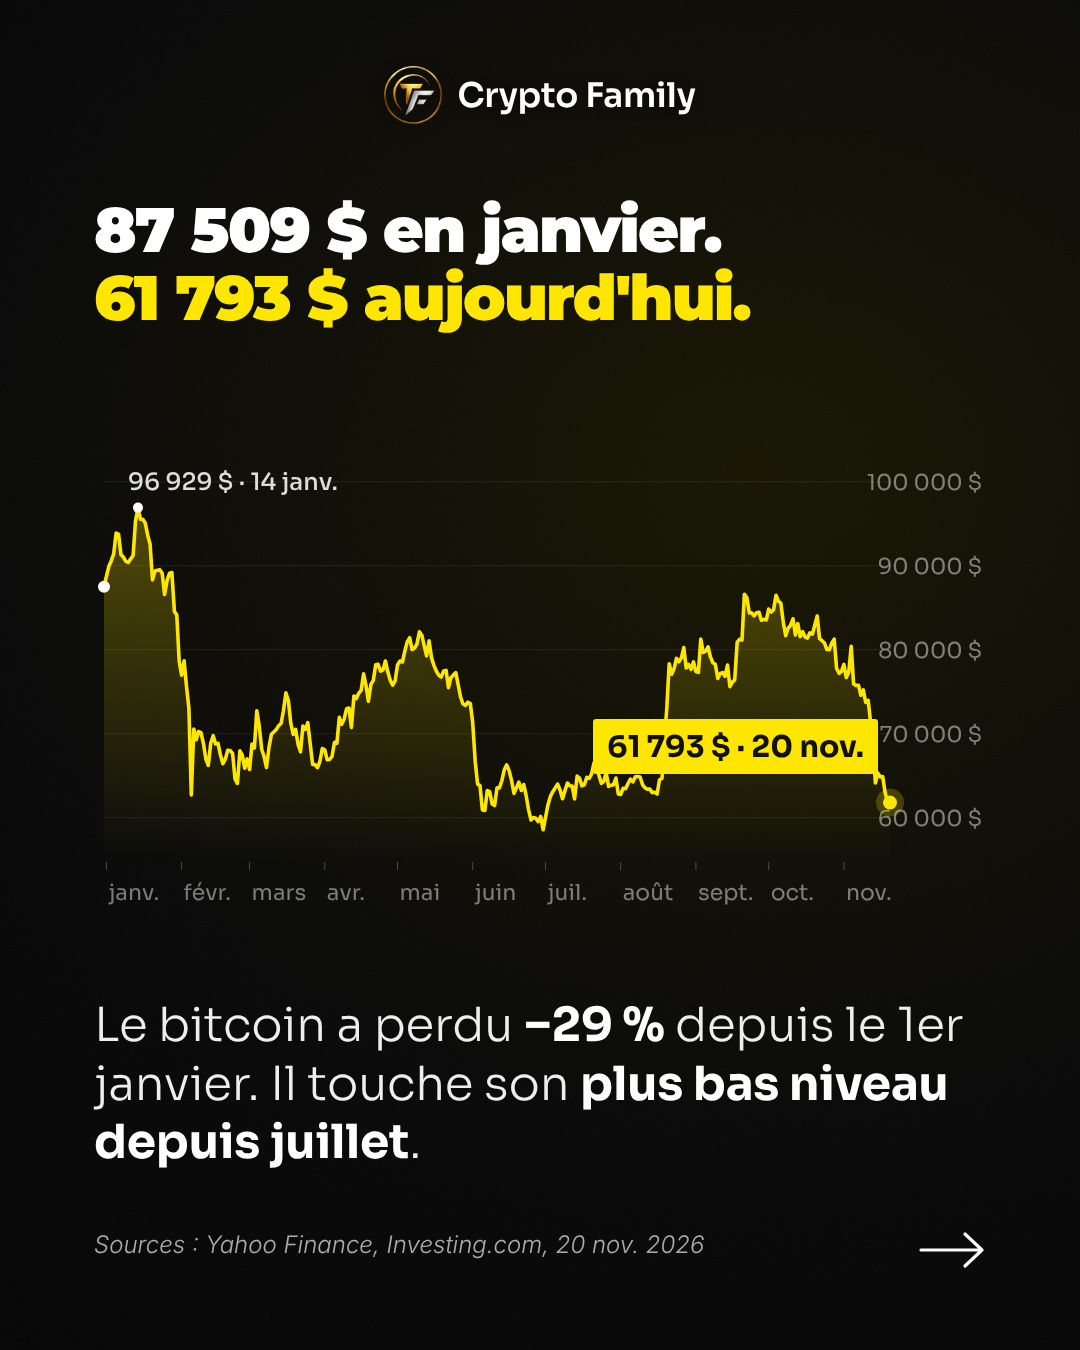 TF Crypto Family
87 509 $ en janvier.
61 793 $ aujourd'hui.
96 929 $ · 14 janv.
100 000 $
90 000 $
80 000 $
61 793 $ · 20 nov.
70 000 $
60 000 $
janv. févr. mars avr. mai juin juil. août sept. oct. nov.
Le bitcoin a perdu −29 % depuis le 1er
janvier. Il touche son plus bas niveau
depuis juillet.
Sources : Yahoo Finance, Investing.com, 20 nov. 2026